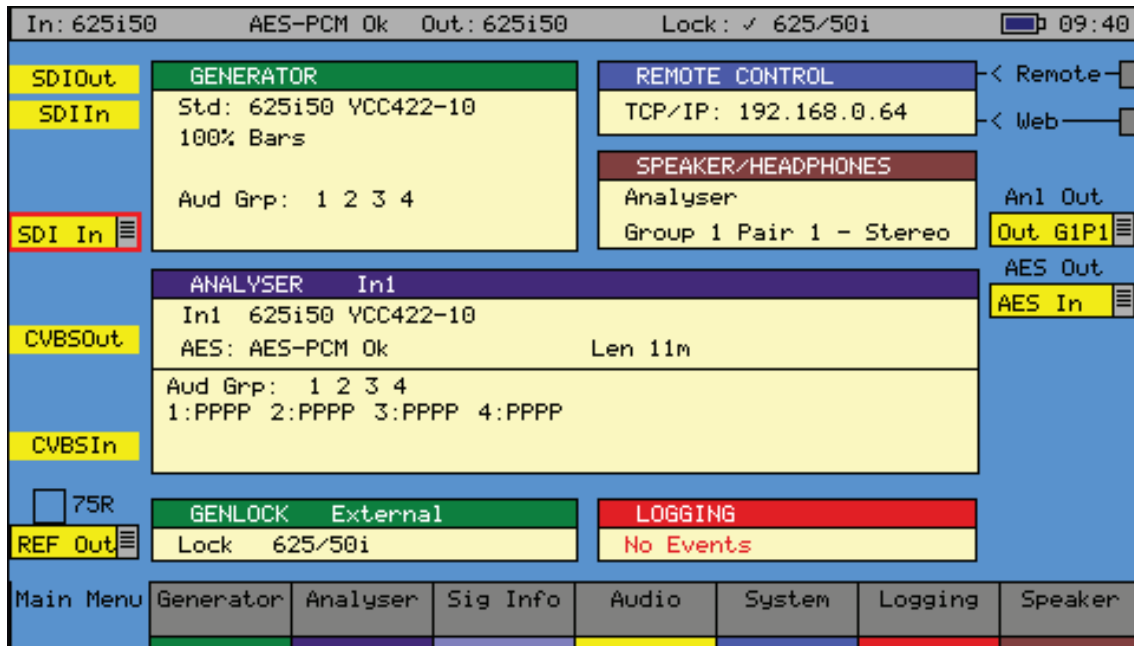 In: 625i50 AES-PCM Ok Out: 625i50 Lock: ✓ 625/50i 09:40
SDIOut
SDIIn
SDI In
CVBSOut
CVBSIn
75R
REF Out
GENERATOR
Std: 625i50 YCC422-10
100% Bars
Aud Grp: 1 2 3 4
REMOTE CONTROL
TCP/IP: 192.168.0.64
< Remote
< Web
SPEAKER/HEADPHONES
Analyser
Group 1 Pair 1 - Stereo
Anl Out
Out G1P1
AES Out
AES In
ANALYSER In1
In1 625i50 YCC422-10
AES: AES-PCM Ok Len 11m
Aud Grp: 1 2 3 4
1:PPPP 2:PPPP 3:PPPP 4:PPPP
GENLOCK External
Lock 625/50i
LOGGING
No Events
Main Menu Generator Analyser Sig Info Audio System Logging Speaker